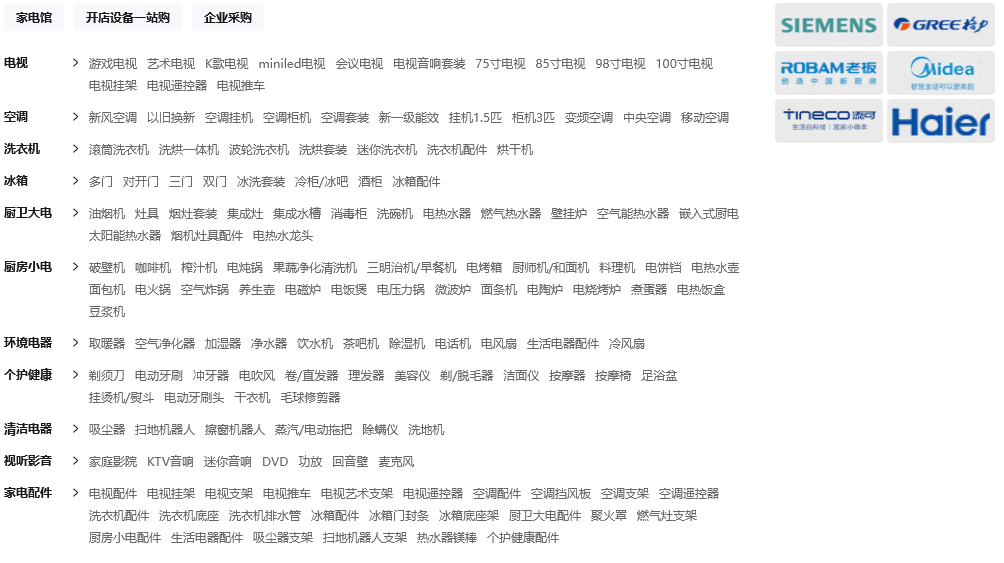 家电馆 开店设备一站购 企业采购
电视 > 游戏电视 艺术电视 K歌电视 miniled电视 会议电视 电视音响套装 75寸电视 85寸电视 98寸电视 100寸电视
电视挂架 电视遥控器 电视推车
空调 > 新风空调 以旧换新 空调挂机 空调柜机 空调套装 新一级能效 挂机1.5匹 柜机3匹 变频空调 中央空调 移动空调
洗衣机 > 滚筒洗衣机 洗烘一体机 波轮洗衣机 洗烘套装 迷你洗衣机 洗衣机配件 烘干机
冰箱 > 多门 对开门 三门 双门 冰洗套装 冷柜/冰吧 酒柜 冰箱配件
厨卫大电 > 油烟机 灶具 烟灶套装 集成灶 集成水槽 消毒柜 洗碗机 电热水器 燃气热水器 壁挂炉 空气能热水器 嵌入式厨电
太阳能热水器 烟机灶具配件 电热水龙头
厨房小电 > 破壁机 咖啡机 榨汁机 电炖锅 果蔬净化清洗机 三明治机/早餐机 电烤箱 厨师机/和面机 料理机 电饼铛 电热水壶
面包机 电火锅 空气炸锅 养生壶 电磁炉 电饭煲 电压力锅 微波炉 面条机 电陶炉 电烧烤炉 煮蛋器 电热饭盒
豆浆机
环境电器 > 取暖器 空气净化器 加湿器 净水器 饮水机 茶吧机 除湿机 电话机 电风扇 生活电器配件 冷风扇
个护健康 > 剃须刀 电动牙刷 冲牙器 电吹风 卷/直发器 理发器 美容仪 剃/脱毛器 洁面仪 按摩器 按摩椅 足浴盆
挂烫机/熨斗 电动牙刷头 干衣机 毛球修剪器
清洁电器 > 吸尘器 扫地机器人 擦窗机器人 蒸汽/电动拖把 除螨仪 洗地机
视听影音 > 家庭影院 KTV音响 迷你音响 DVD 功放 回音壁 麦克风
家电配件 > 电视配件 电视挂架 电视支架 电视推车 电视艺术支架 电视遥控器 空调配件 空调挡风板 空调支架 空调遥控器
洗衣机配件 洗衣机底座 洗衣机排水管 冰箱配件 冰箱门封条 冰箱底座架 厨卫大电配件 聚火罩 燃气灶支架
厨房小电配件 生活电器配件 吸尘器支架 扫地机器人支架 热水器镁棒 个护健康配件
SIEMENS
GREE格力
ROBAM老板
创造中国新厨房
Midea
智慧生活可以更美的
TINECO添可
生活白科技 | 居家小确幸
Haier